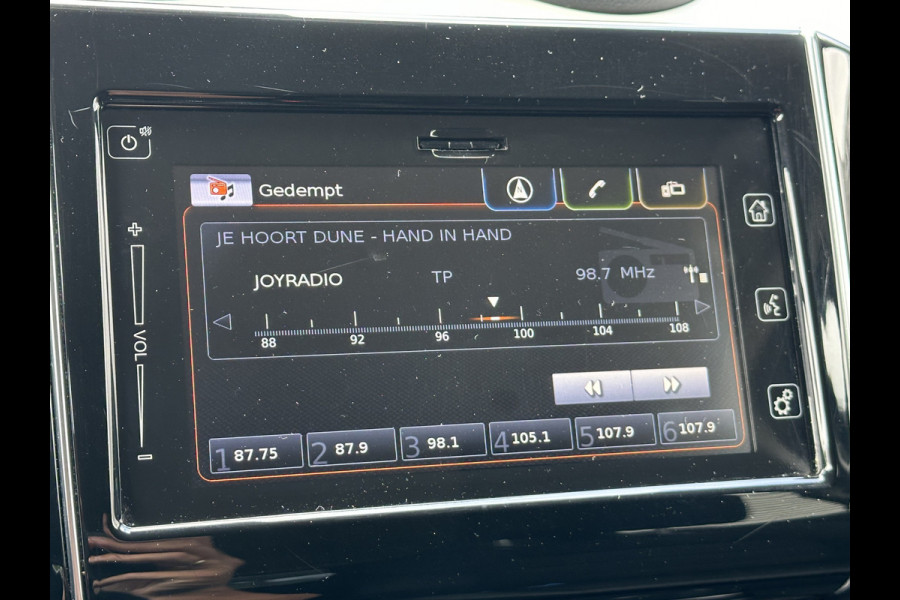 Gedempt
JE HOORT DUNE - HAND IN HAND
JOYRADIO TP 98.7 MHz
88 92 96 100 104 108
VOL
1 87.75 2 87.9 3 98.1 4 105.1 5 107.9 6 107.9